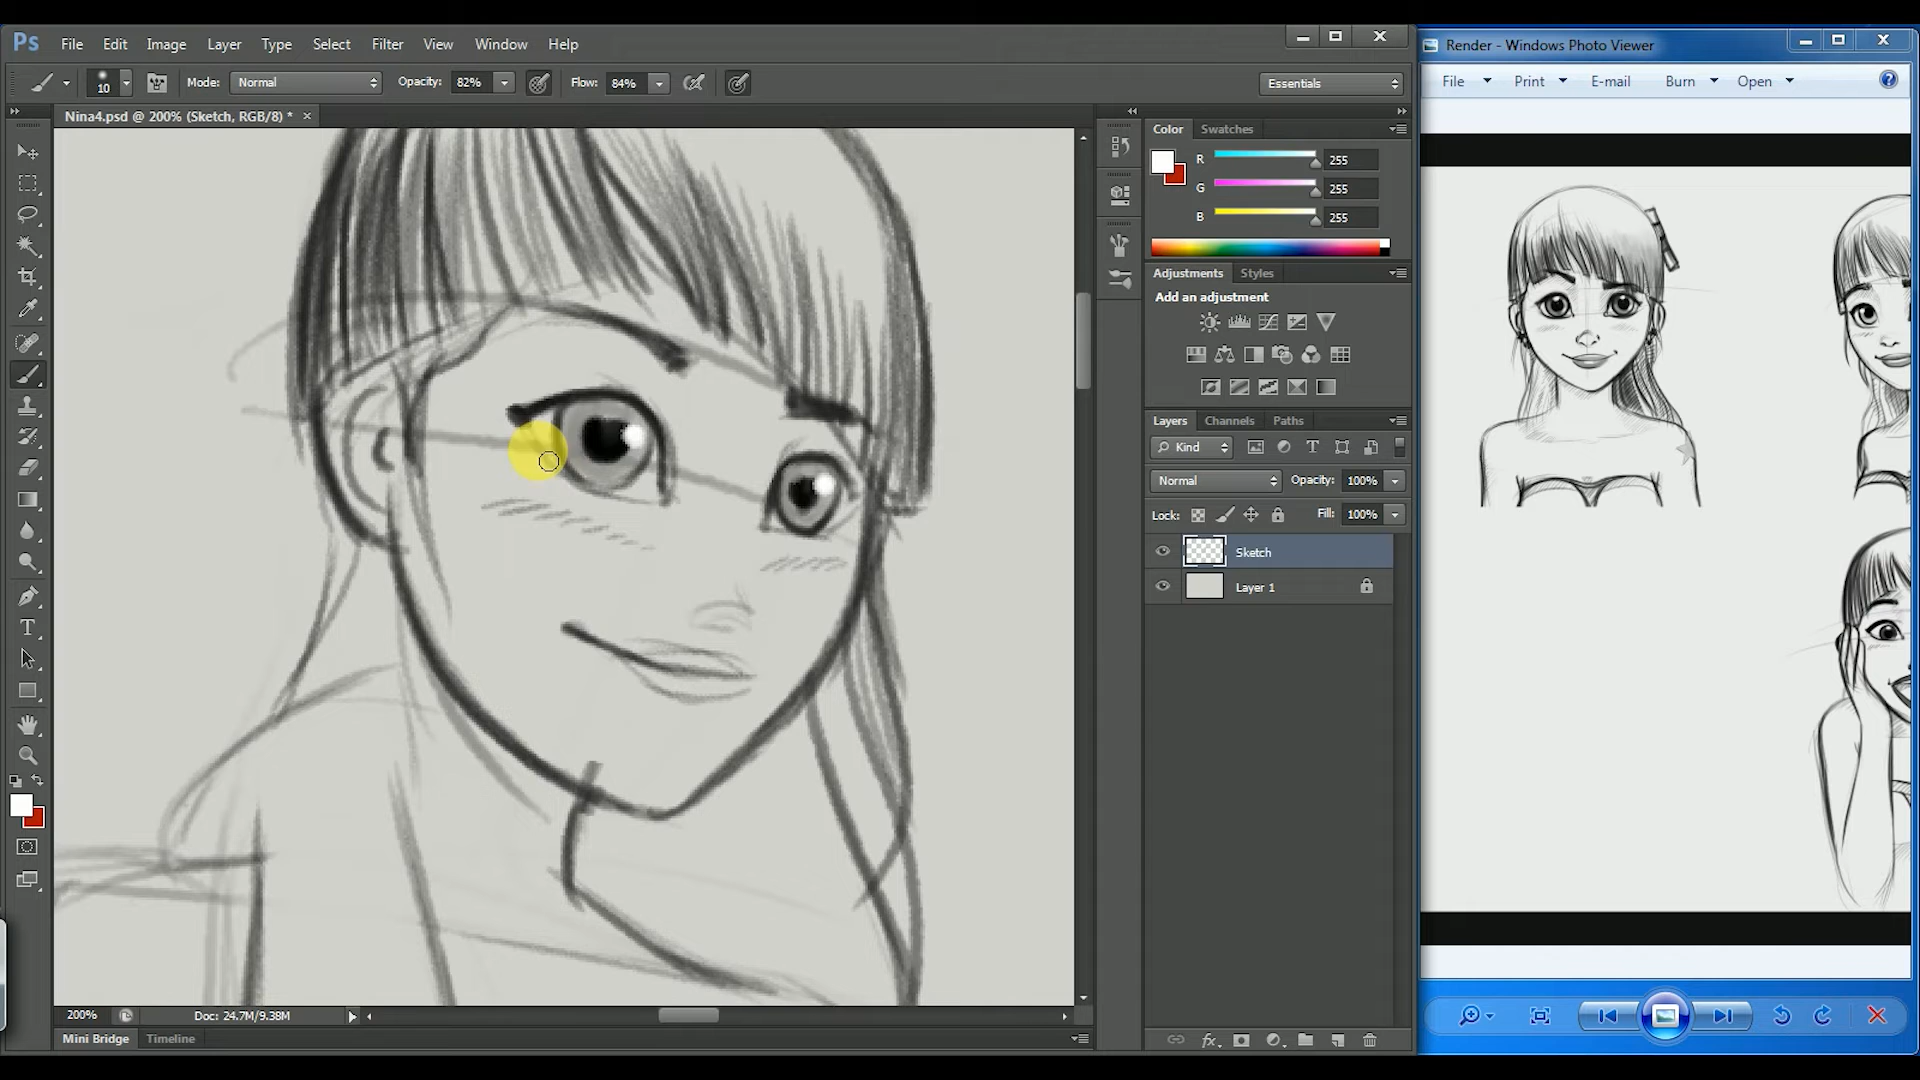 Ps File Edit Image Layer Type Select Filter View Window Help
Render - Windows Photo Viewer
10 Mode: Normal Opacity: 82% Flow: 84% Essentials
File Print E-mail Burn Open
Nina4.psd @ 200% (Sketch, RGB/8) *
Color Swatches
R 255
G 255
B 255
Adjustments Styles
Add an adjustment
Layers Channels Paths
Kind
Normal Opacity: 100%
Lock: Fill: 100%
Sketch
Layer 1
200% Doc: 24.7M/9.38M
Mini Bridge Timeline